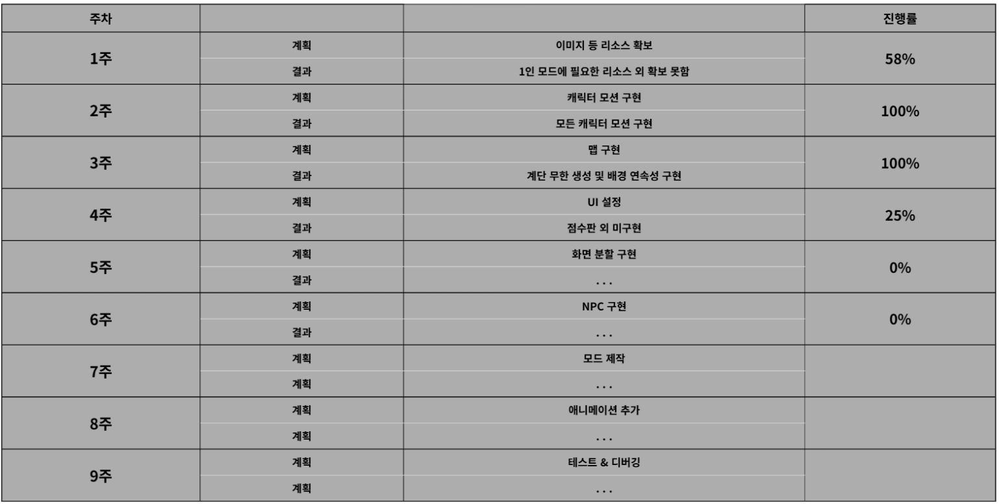 주차 진행률
1주 계획 이미지 등 리소스 확보 58%
결과 1인 모드에 필요한 리소스 외 확보 못함
2주 계획 캐릭터 모션 구현 100%
결과 모든 캐릭터 모션 구현
3주 계획 맵 구현 100%
결과 계단 무한 생성 및 배경 연속성 구현
4주 계획 UI 설정 25%
결과 점수판 외 미구현
5주 계획 화면 분할 구현 0%
결과 . . .
6주 계획 NPC 구현 0%
결과 . . .
7주 계획 모드 제작
계획 . . .
8주 계획 애니메이션 추가
계획 . . .
9주 계획 테스트 & 디버깅
계획 . . .